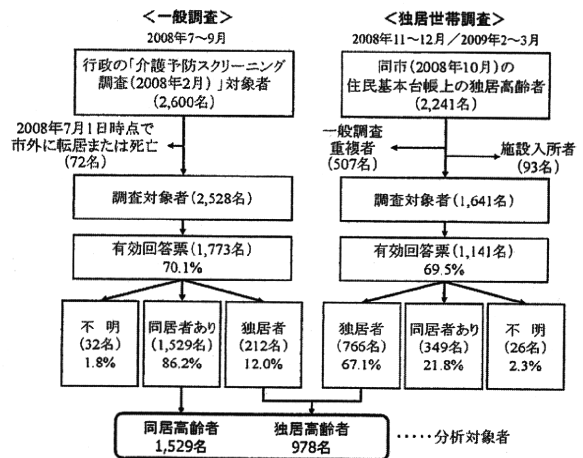 ＜一般調査＞
2008年7～9月
行政の「介護予防スクリーニング
調査（2008年2月）」対象者
（2,600名）
2008年7月1日時点で
市外に転居または死亡
（72名）
調査対象者（2,528名）
有効回答票（1,773名）
70.1%
不 明
（32名）
1.8%
同居者あり
（1,529名）
86.2%
独居者
（212名）
12.0%
＜独居世帯調査＞
2008年11～12月／2009年2～3月
同市（2008年10月）の
住民基本台帳上の独居高齢者
（2,241名）
一般調査
重複者
（507名）
施設入所者
（93名）
調査対象者（1,641名）
有効回答票（1,141名）
69.5%
独居者
（766名）
67.1%
同居者あり
（349名）
21.8%
不 明
（26名）
2.3%
同居高齢者
1,529名
独居高齢者
978名
‥‥‥分析対象者